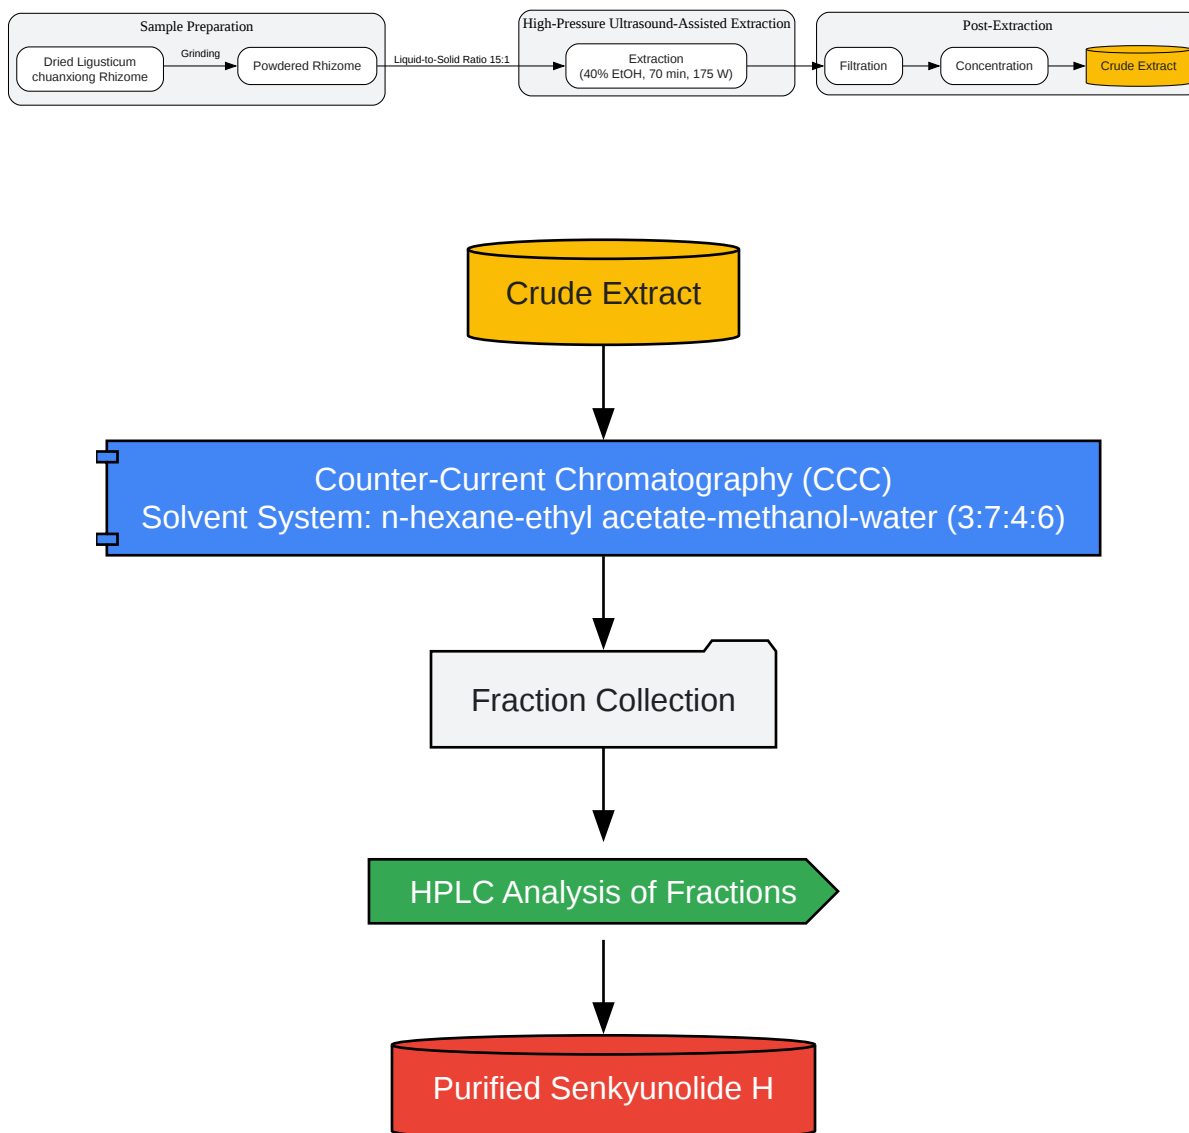 Sample Preparation
Dried Ligusticum
chuanxiong Rhizome
Grinding
Powdered Rhizome
Liquid-to-Solid Ratio 15:1
High-Pressure Ultrasound-Assisted Extraction
Extraction
(40% EtOH, 70 min, 175 W)
Post-Extraction
Filtration
Concentration
Crude Extract
Crude Extract
Counter-Current Chromatography (CCC)
Solvent System: n-hexane-ethyl acetate-methanol-water (3:7:4:6)
Fraction Collection
HPLC Analysis of Fractions
Purified Senkyunolide H